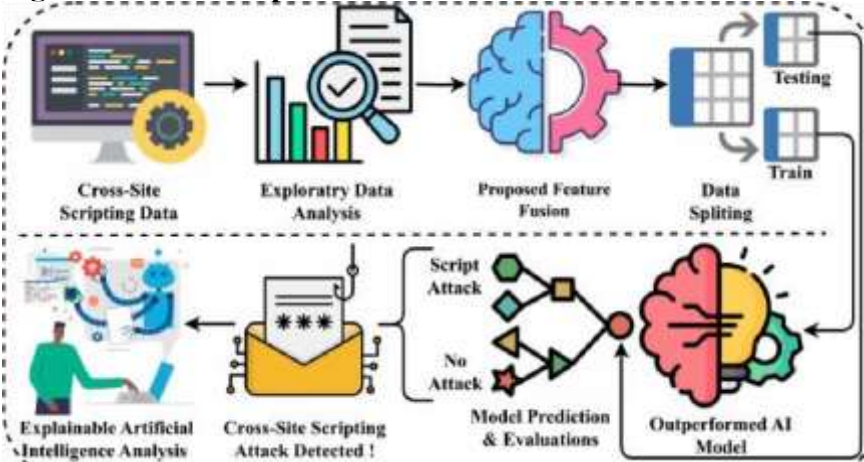 Testing
Train
Cross-Site
Scripting Data
Exploratry Data
Analysis
Proposed Feature
Fusion
Data
Spliting
Script
Attack
No
Attack
***
Explainable Artificial
Intelligence Analysis
Cross-Site Scripting
Attack Detected !
Model Prediction
& Evaluations
Outperformed AI
Model